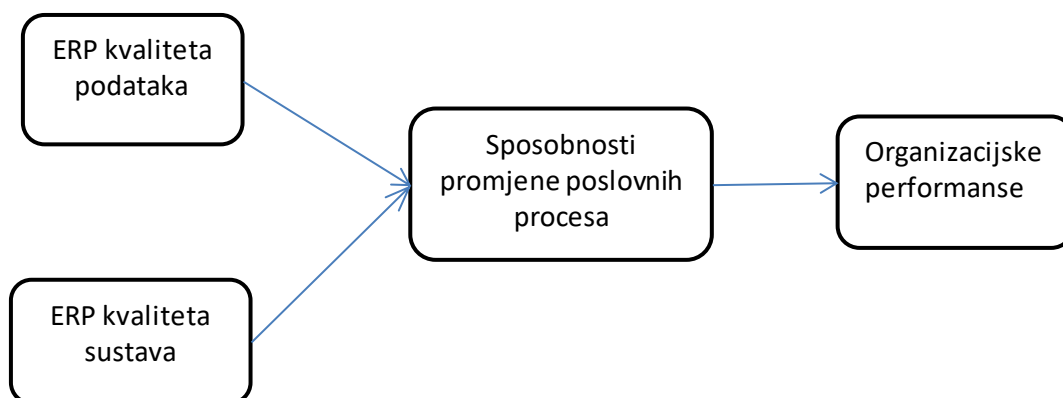 ERP kvaliteta
podataka
Sposobnosti
promjene poslovnih
procesa
Organizacijske
performanse
ERP kvaliteta
sustava